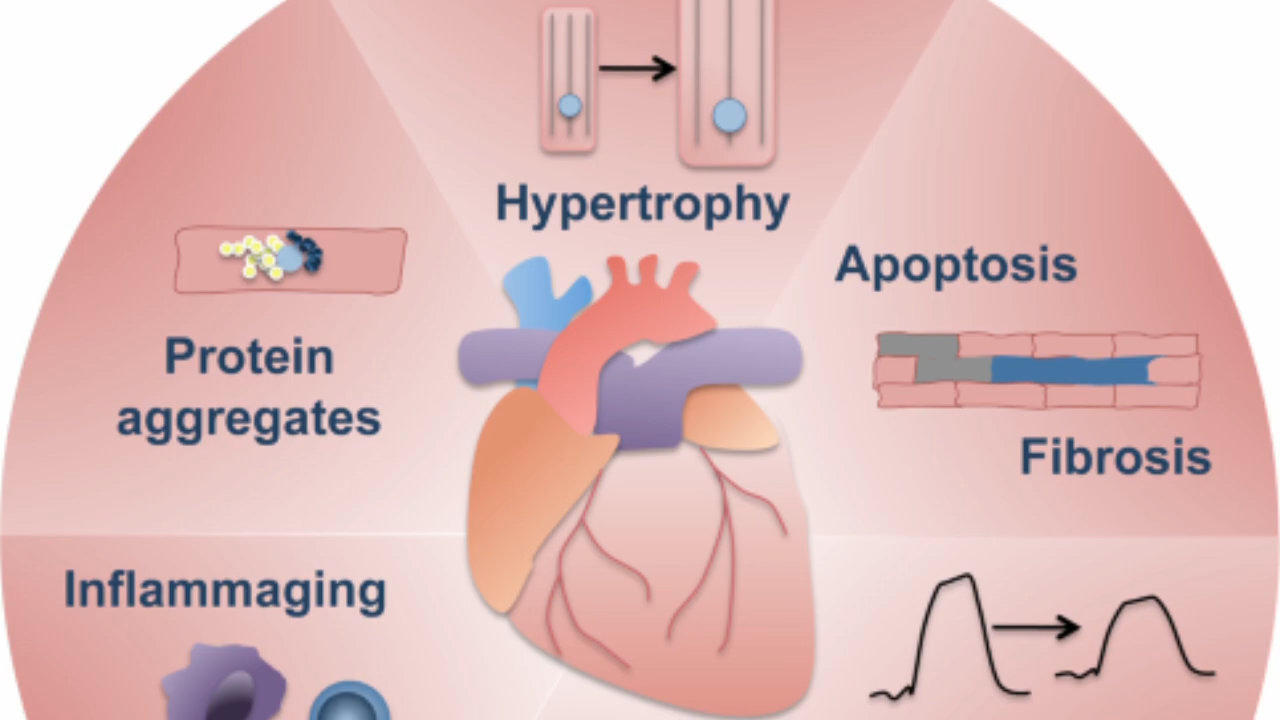 Hypertrophy
Apoptosis
Protein
aggregates
Fibrosis
Inflammaging